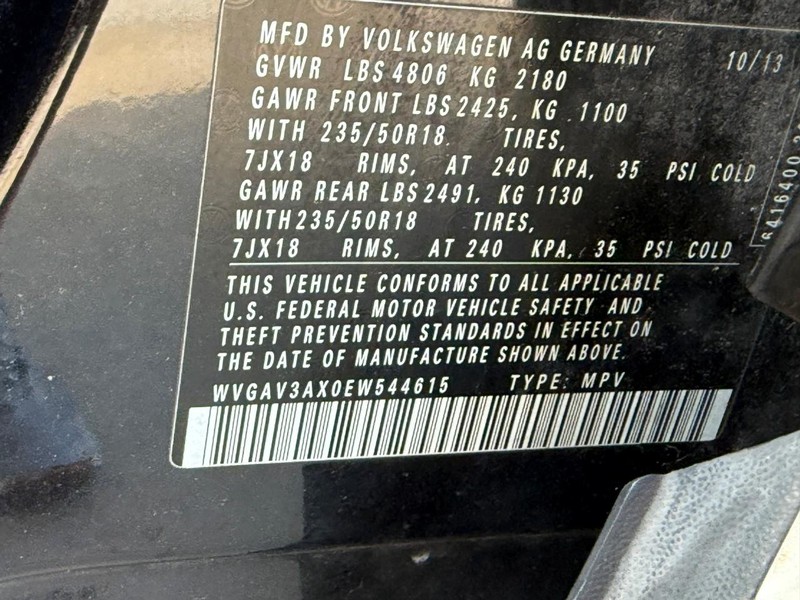 MFD BY VOLKSWAGEN AG GERMANY 10/13
GVWR LBS 4806 KG 2180
GAWR FRONT LBS 2425, KG 1100
WITH 235/50R18 TIRES,
7JX18 RIMS, AT 240 KPA, 35 PSI COLD
GAWR REAR LBS 2491, KG 1130
WITH 235/50R18 TIRES,
7JX18 RIMS, AT 240 KPA, 35 PSI COLD
THIS VEHICLE CONFORMS TO ALL APPLICABLE
U.S. FEDERAL MOTOR VEHICLE SAFETY AND
THEFT PREVENTION STANDARDS IN EFFECT ON
THE DATE OF MANUFACTURE SHOWN ABOVE.
WVGAV3AX0EW544615 TYPE: MPV
6416400